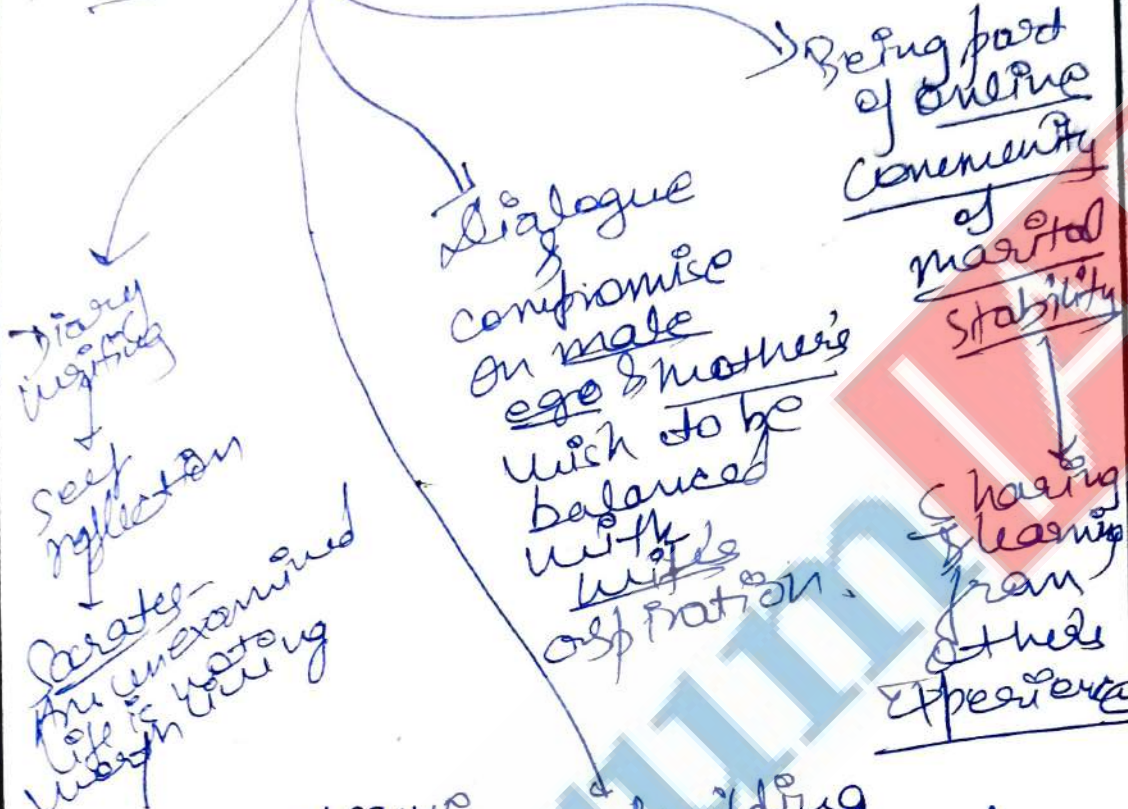 Diary
writing
self
reflection
Socrates-
An unexamined
life is not
worth living
Dialogue
&
compromise
on male
ego & mother's
wish to be
balanced
with
wife's
aspiration.
Being part
of online
Community
of
marital
stability
Sharing
& learning
from
other's
experience